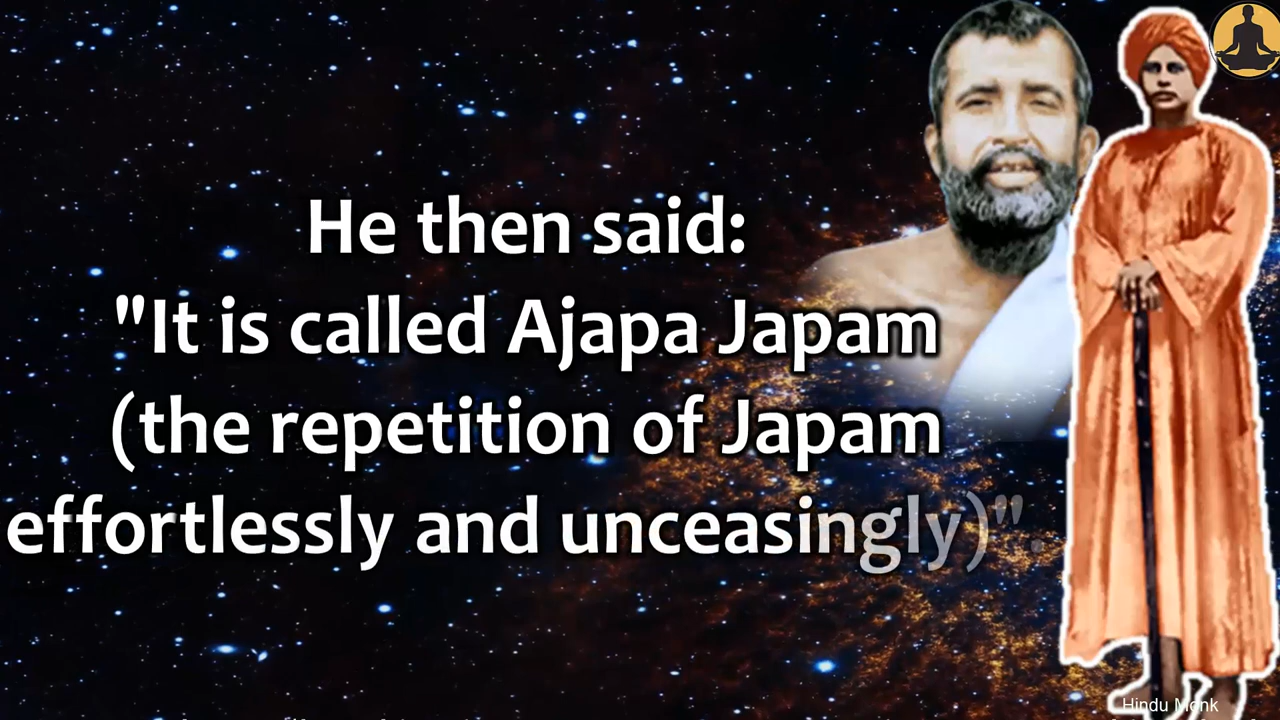 He then said:
"It is called Ajapa Japam
(the repetition of Japam
effortlessly and unceasingly)".
Hindu Monk